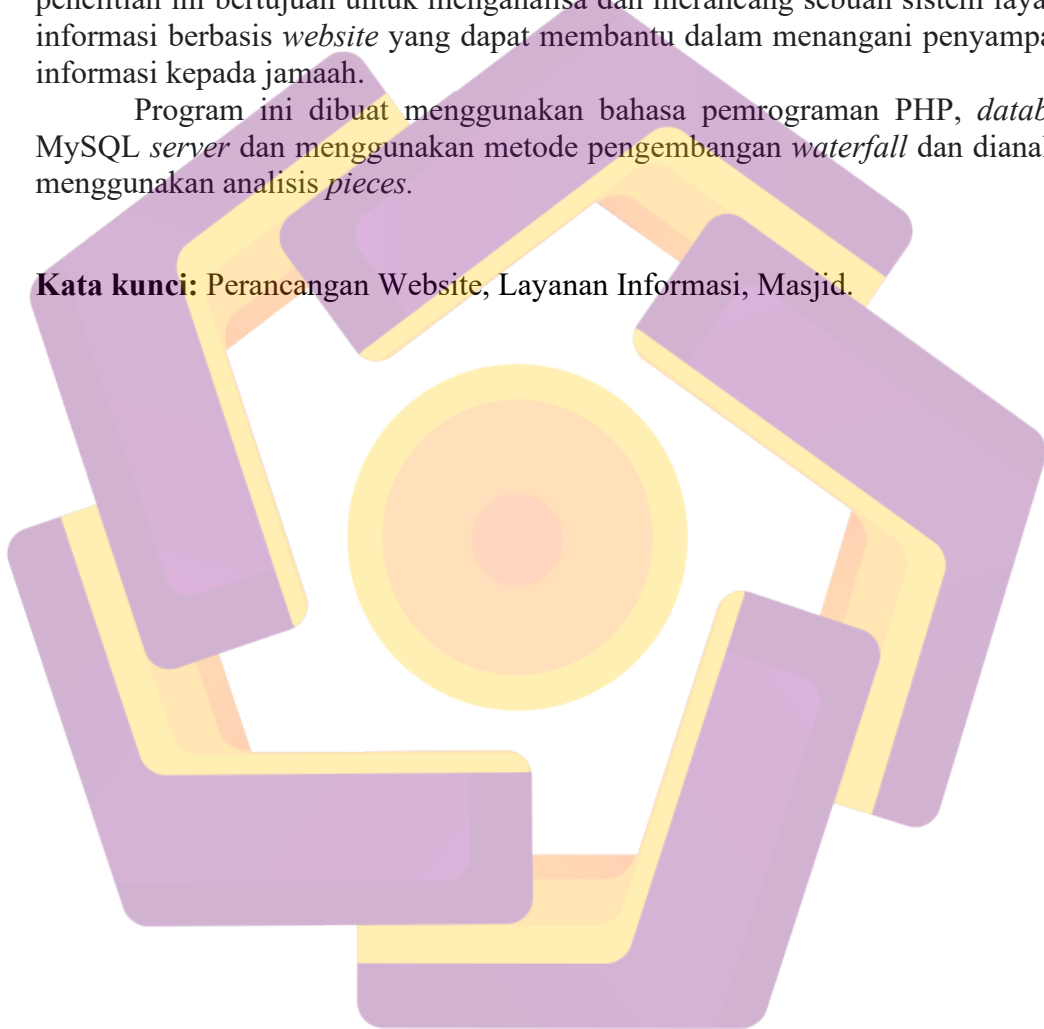 penelitian ini bertujuan untuk menganalisa dan merancang sebuah sistem
informasi berbasis website yang dapat membantu dalam menangani
informasi kepada jamaah.
Program ini dibuat menggunakan bahasa pemrograman PHP,
MySQL server dan menggunakan metode pengembangan waterfall dan
menggunakan analisis pieces.
Kata kunci: Perancangan Website, Layanan Informasi, Masjid.